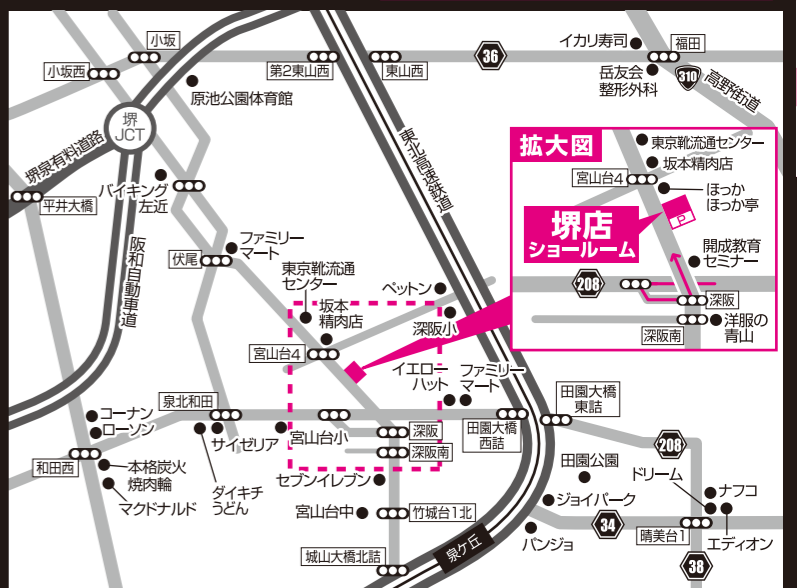 小坂
小坂西
第2東山西
東山西
36
イカリ寿司
福田
岳友会
整形外科
310
高野街道
原池公園体育館
堺
JCT
堺泉有料道路
平井大橋
バイキング
左近
東北高速鉄道
阪和自動車道
伏尾
ファミリー
マート
東京靴流通
センター
坂本
精肉店
ペットン
深阪小
宮山台4
イエロー
ハット
ファミリー
マート
拡大図
東京靴流通センター
坂本精肉店
宮山台4
ほっか
ほっか亭
P
堺店
ショールーム
開成教育
セミナー
208
深阪
深阪南
洋服の
青山
コーナン
ローソン
泉北和田
和田西
本格炭火
焼肉輪
マクドナルド
ダイキチ
うどん
サイゼリア
宮山台小
深阪
深阪南
田園大橋
西詰
田園大橋
東詰
208
セブンイレブン
宮山台中
竹城台1北
城山大橋北詰
泉ケ丘
田園公園
ジョイパーク
パンジョ
34
ドリーム
ナフコ
晴美台1
エディオン
38